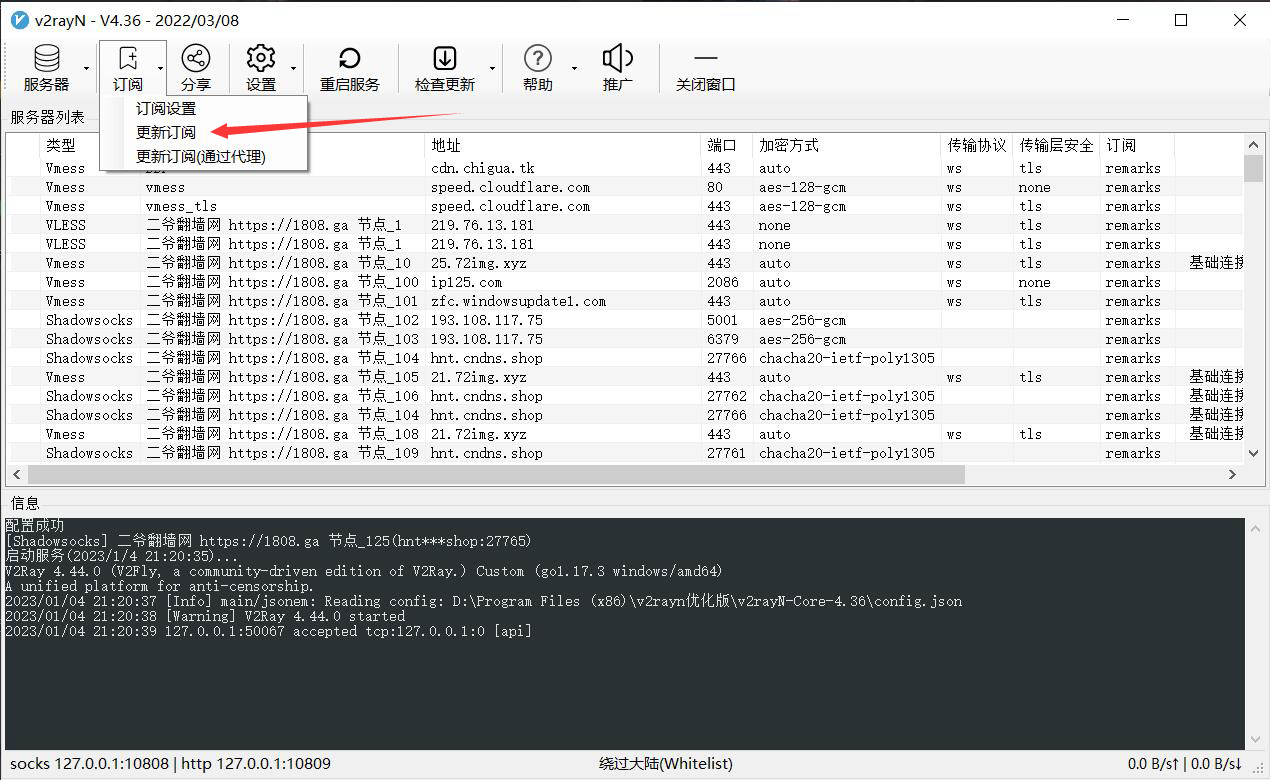 v2rayN - V4.36 - 2022/03/08
服务器 订阅 分享 设置 重启服务 检查更新 帮助 推广 关闭窗口
订阅设置
更新订阅
更新订阅(通过代理)
服务器列表
类型 地址 端口 加密方式 传输协议 传输层安全 订阅
Vmess cdn.chigua.tk 443 auto ws tls remarks
Vmess vmess speed.cloudflare.com 80 aes-128-gcm ws none remarks
Vmess vmess_tls speed.cloudflare.com 443 aes-128-gcm ws tls remarks
VLESS 二爷翻墙网 https://1808.ga 节点_1 219.76.13.181 443 none ws tls remarks
VLESS 二爷翻墙网 https://1808.ga 节点_1 219.76.13.181 443 none ws tls remarks
Vmess 二爷翻墙网 https://1808.ga 节点_10 25.72img.xyz 443 auto ws tls remarks 基础连接
Vmess 二爷翻墙网 https://1808.ga 节点_100 ip125.com 2086 auto ws none remarks
Vmess 二爷翻墙网 https://1808.ga 节点_101 zfc.windowsupdate1.com 443 auto ws tls remarks
Shadowsocks 二爷翻墙网 https://1808.ga 节点_102 193.108.117.75 5001 aes-256-gcm remarks
Shadowsocks 二爷翻墙网 https://1808.ga 节点_103 193.108.117.75 6379 aes-256-gcm remarks
Shadowsocks 二爷翻墙网 https://1808.ga 节点_104 hnt.cndns.shop 27766 chacha20-ietf-poly1305 remarks
Vmess 二爷翻墙网 https://1808.ga 节点_105 21.72img.xyz 443 auto ws tls remarks 基础连接
Shadowsocks 二爷翻墙网 https://1808.ga 节点_106 hnt.cndns.shop 27762 chacha20-ietf-poly1305 remarks 基础连接
Shadowsocks 二爷翻墙网 https://1808.ga 节点_104 hnt.cndns.shop 27766 chacha20-ietf-poly1305 remarks 基础连接
Vmess 二爷翻墙网 https://1808.ga 节点_108 21.72img.xyz 443 auto ws tls remarks 基础连接
Shadowsocks 二爷翻墙网 https://1808.ga 节点_109 hnt.cndns.shop 27761 chacha20-ietf-poly1305 remarks
信息
配置成功
[Shadowsocks] 二爷翻墙网 https://1808.ga 节点_125(hnt***shop:27765)
启动服务(2023/1/4 21:20:35)...
V2Ray 4.44.0 (V2Fly, a community-driven edition of V2Ray.) Custom (go1.17.3 windows/amd64)
A unified platform for anti-censorship.
2023/01/04 21:20:37 [Info] main/jsonem: Reading config: D:\Program Files (x86)\v2rayn优化版\v2rayN-Core-4.36\config.json
2023/01/04 21:20:38 [Warning] V2Ray 4.44.0 started
2023/01/04 21:20:39 127.0.0.1:50067 accepted tcp:127.0.0.1:0 [api]
socks 127.0.0.1:10808 | http 127.0.0.1:10809 绕过大陆(Whitelist) 0.0 B/s↑ | 0.0 B/s↓